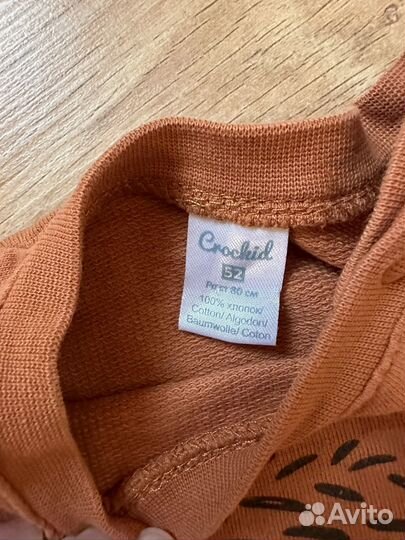 Crockid
52
Рост 80 см
100% хлопок/
Cotton/ Algodon/
Baumwolle/ Coton
Avito